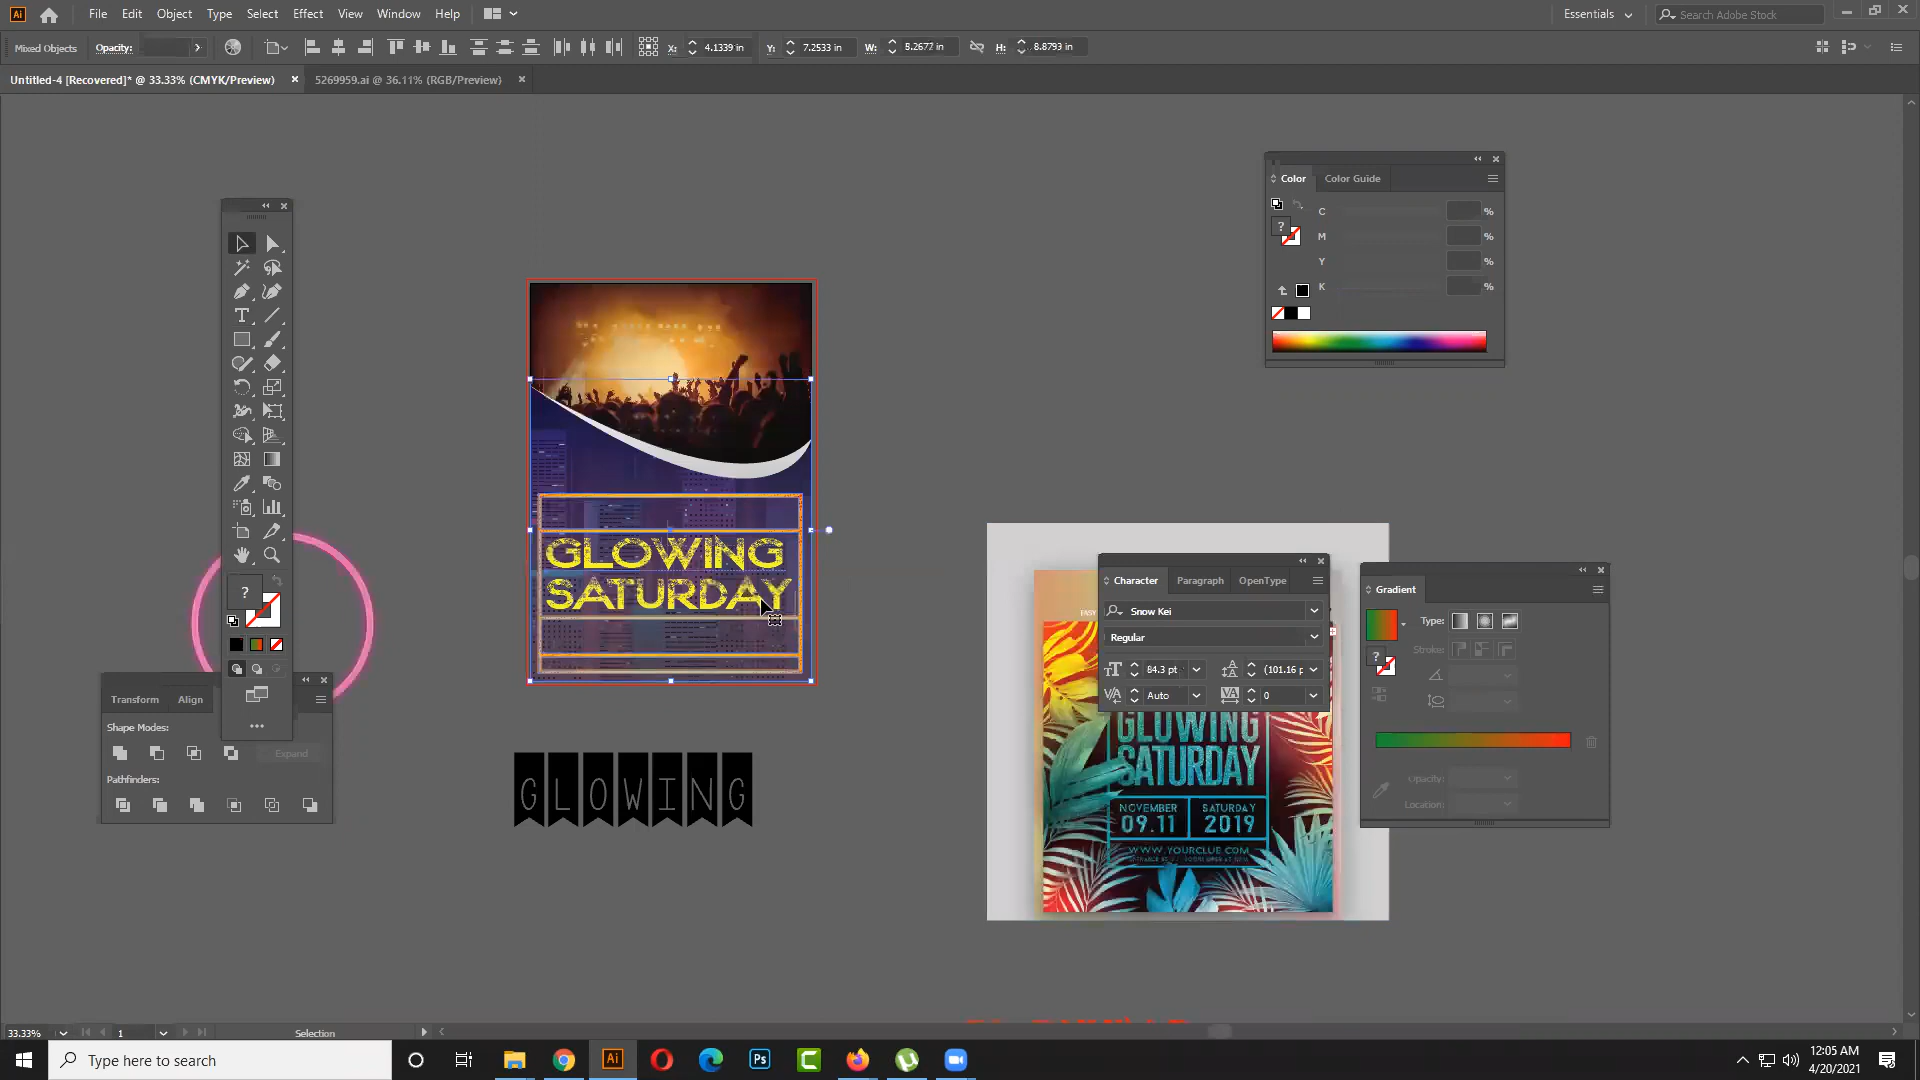 File Edit Object Type Select Effect View Window Help
Essentials
Search Adobe Stock
Mixed Objects
Opacity:
X: 4.1339 in
Y: 7.2533 in
W: 5.2677 in
H: 8.8793 in
Untitled-4 [Recovered]* @ 33.33% (CMYK/Preview)
5269959.ai @ 36.11% (RGB/Preview)
Color
Color Guide
C %
M %
Y %
K %
GLOWING
SATURDAY
Transform
Align
Shape Modes:
Expand
Pathfinders:
GLOWING
EASY
Character
Paragraph
OpenType
Snow Kei
Regular
84.3 pt
(101.16 p
Auto
0
GLOWING
SATURDAY
NOVEMBER
09.11
SATURDAY
2019
WWW.YOURCLUB.COM
Gradient
Type:
Stroke:
Opacity:
Location:
33.33%
1
Selection
Type here to search
Ai
Ps
12:05 AM
4/20/2021